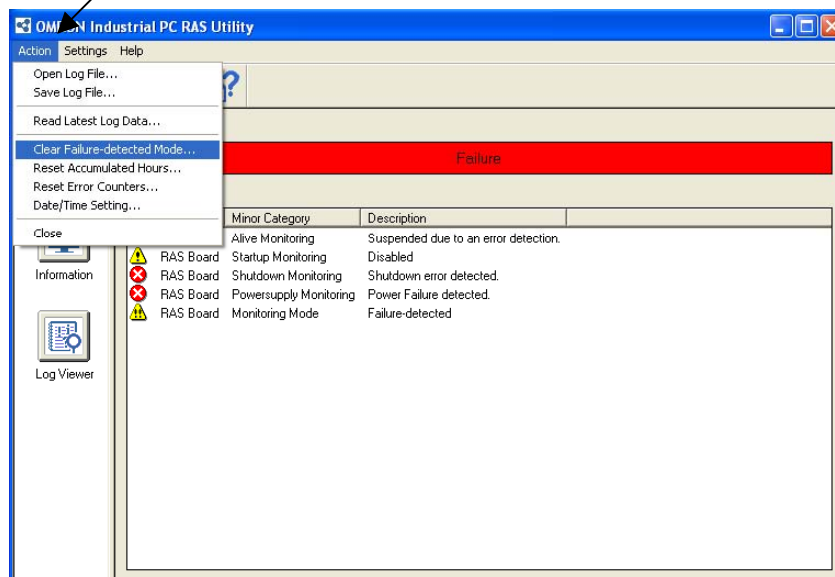 OMRON Industrial PC RAS Utility
Action Settings Help
Open Log File...
Save Log File...
Read Latest Log Data...
Clear Failure-detected Mode...
Reset Accumulated Hours...
Reset Error Counters...
Date/Time Setting...
Close
?
Failure
Minor Category Description
Alive Monitoring Suspended due to an error detection.
RAS Board Startup Monitoring Disabled
RAS Board Shutdown Monitoring Shutdown error detected.
RAS Board Powersupply Monitoring Power Failure detected.
RAS Board Monitoring Mode Failure-detected
Information
Log Viewer